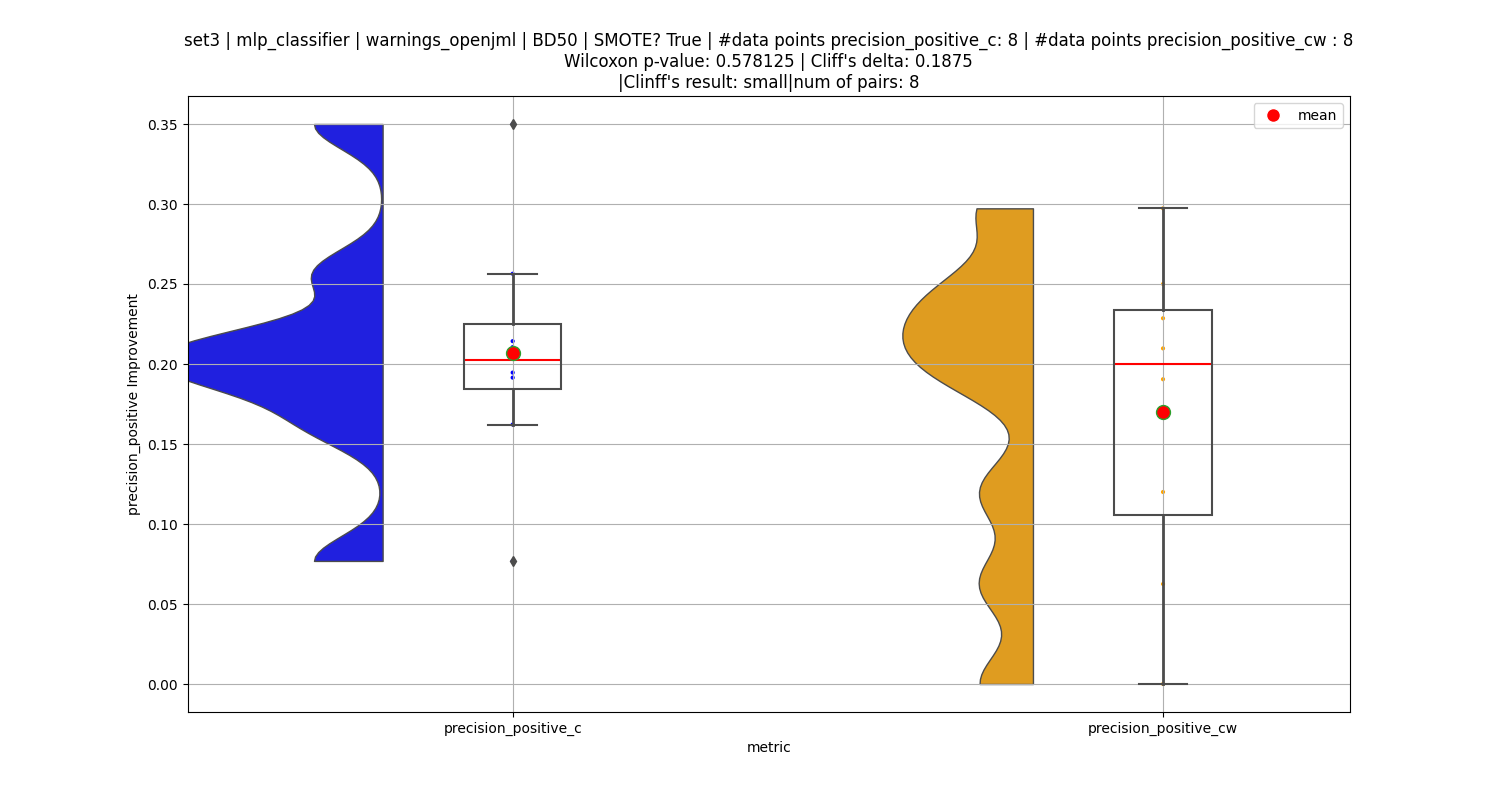 set3 | mlp_classifier | warnings_openjml | BD50 | SMOTE? True | #data points precision_positive_c: 8 | #data points precision_positive_cw : 8
Wilcoxon p-value: 0.578125 | Cliff's delta: 0.1875
|Clinff's result: small|num of pairs: 8
mean
0.35
0.30
0.25
0.20
0.15
0.10
0.05
0.00
precision_positive Improvement
precision_positive_c
precision_positive_cw
metric